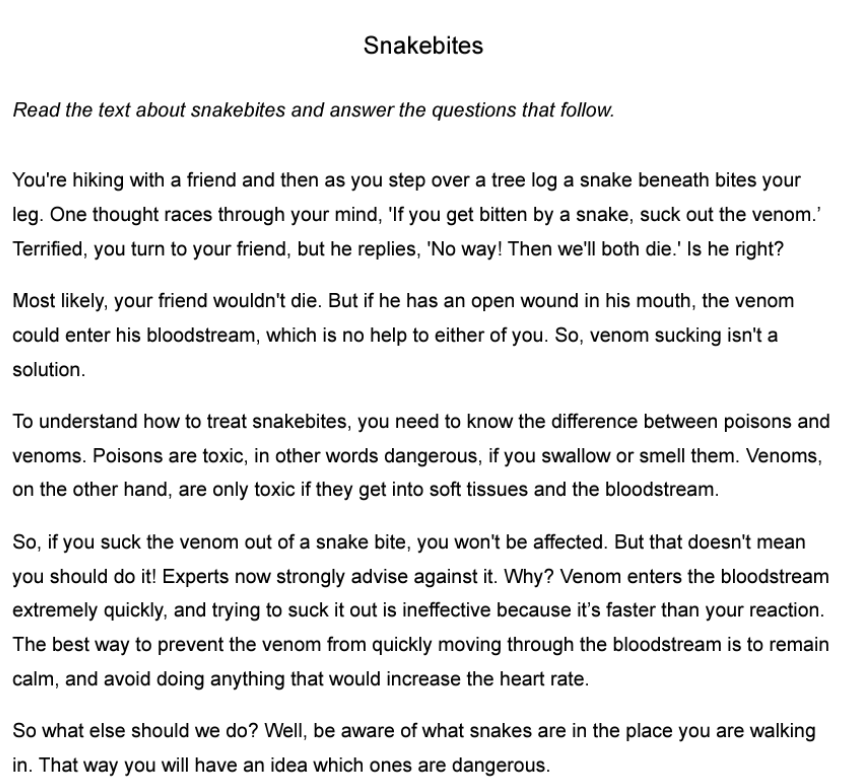 Snakebites
Read the text about snakebites and answer the questions that follow.
You're hiking with a friend and then as you step over a tree log a snake beneath bites your
leg. One thought races through your mind, 'If you get bitten by a snake, suck out the venom.’
Terrified, you turn to your friend, but he replies, 'No way! Then we'll both die.' Is he right?
Most likely, your friend wouldn't die. But if he has an open wound in his mouth, the venom
could enter his bloodstream, which is no help to either of you. So, venom sucking isn't a
solution.
To understand how to treat snakebites, you need to know the difference between poisons and
venoms. Poisons are toxic, in other words dangerous, if you swallow or smell them. Venoms,
on the other hand, are only toxic if they get into soft tissues and the bloodstream.
So, if you suck the venom out of a snake bite, you won't be affected. But that doesn't mean
you should do it! Experts now strongly advise against it. Why? Venom enters the bloodstream
extremely quickly, and trying to suck it out is ineffective because it’s faster than your reaction.
The best way to prevent the venom from quickly moving through the bloodstream is to remain
calm, and avoid doing anything that would increase the heart rate.
So what else should we do? Well, be aware of what snakes are in the place you are walking
in. That way you will have an idea which ones are dangerous.